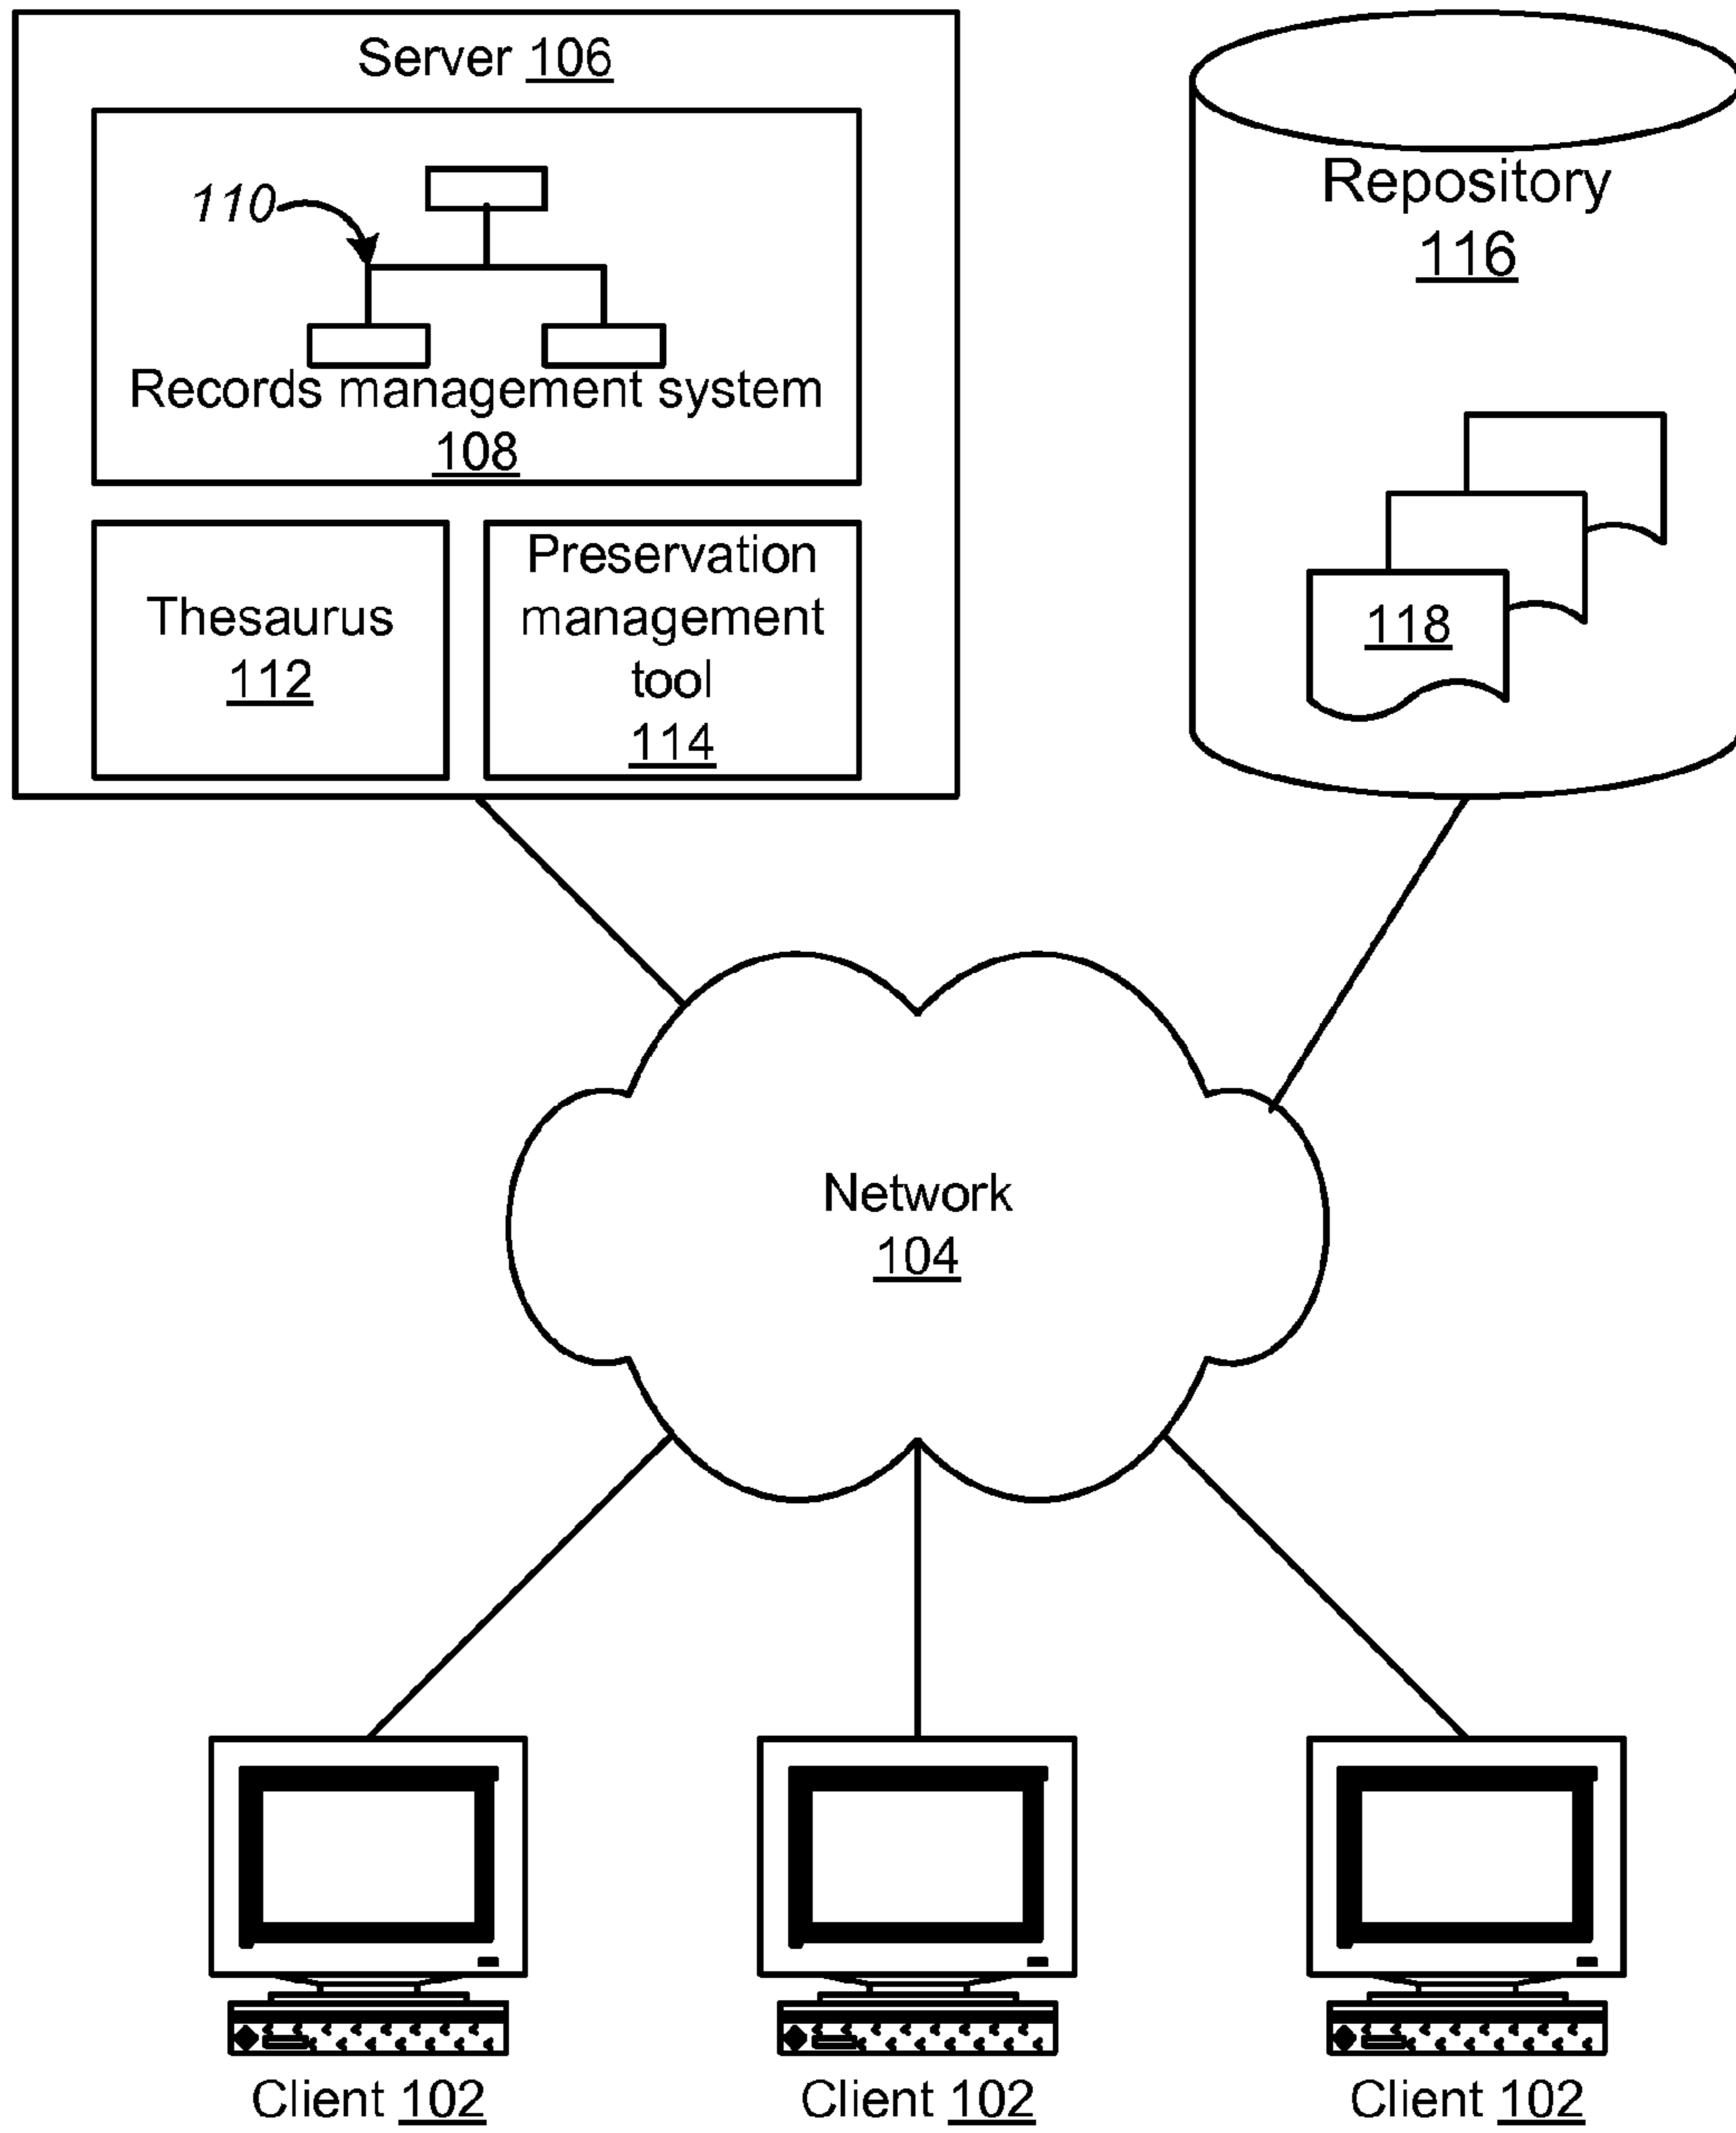 Server 106
110
Records management system
108
Thesaurus
112
Preservation
management
tool
114
Repository
116
118
Network
104
Client 102
Client 102
Client 102